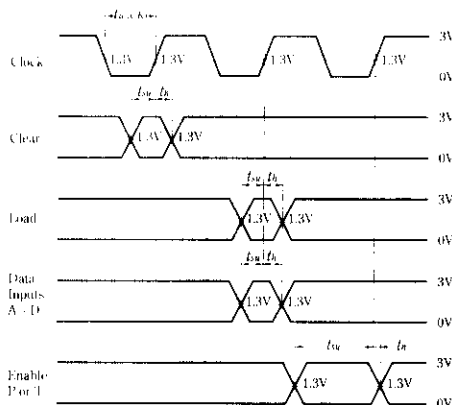 3V
1.3V 1.3V 1.3V 1.3V
Clock
0V
tsu th
3V
Clear
1.3V 1.3V
0V
tsu th
3V
Load
1.3V 1.3V
0V
tsu th
Data
3V
Inputs
1.3V 1.3V
A - D
0V
tsu th
3V
Enable
1.3V 1.3V
P or T
0V